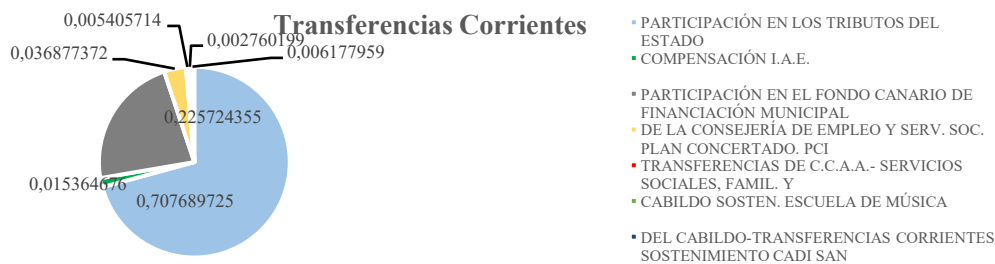 Transferencias Corrientes
0,005405714
0,002760199
0,036877372
0,006177959
0,225724355
0,015364676
0,707689725
PARTICIPACIÓN EN LOS TRIBUTOS DEL
ESTADO
COMPENSACIÓN I.A.E.
PARTICIPACIÓN EN EL FONDO CANARIO DE
FINANCIACIÓN MUNICIPAL
DE LA CONSEJERÍA DE EMPLEO Y SERV. SOC.
PLAN CONCERTADO. PCI
TRANSFERENCIAS DE C.C.A.A.- SERVICIOS
SOCIALES, FAMIL. Y
CABILDO SOSTEN. ESCUELA DE MÚSICA
DEL CABILDO-TRANSFERENCIAS CORRIENTES
SOSTENIMIENTO CADI SAN